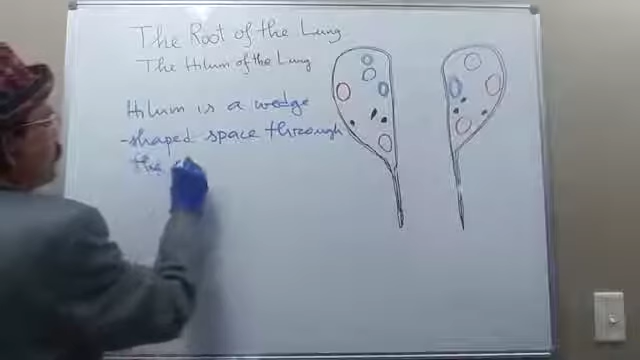 The Root of the Lung
The Hilum of the Lung
Hilum is a wedge
-shaped space through
the